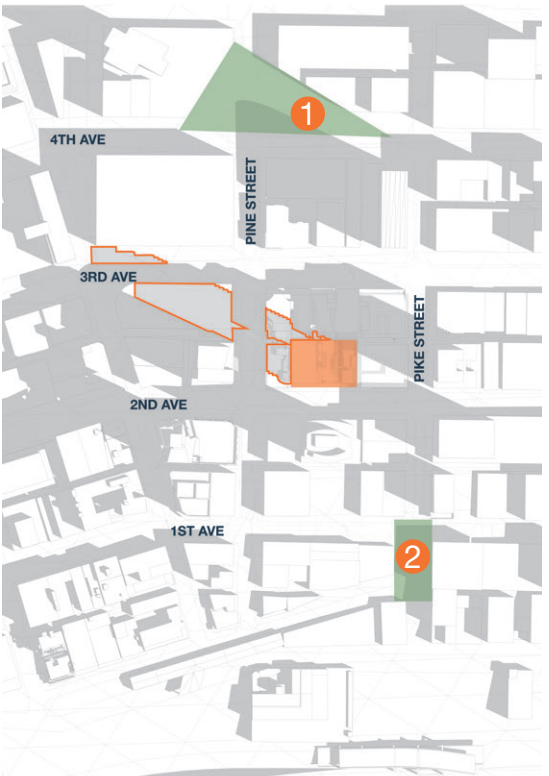 1
4TH AVE
PINE STREET
3RD AVE
PIKE STREET
2ND AVE
1ST AVE
2